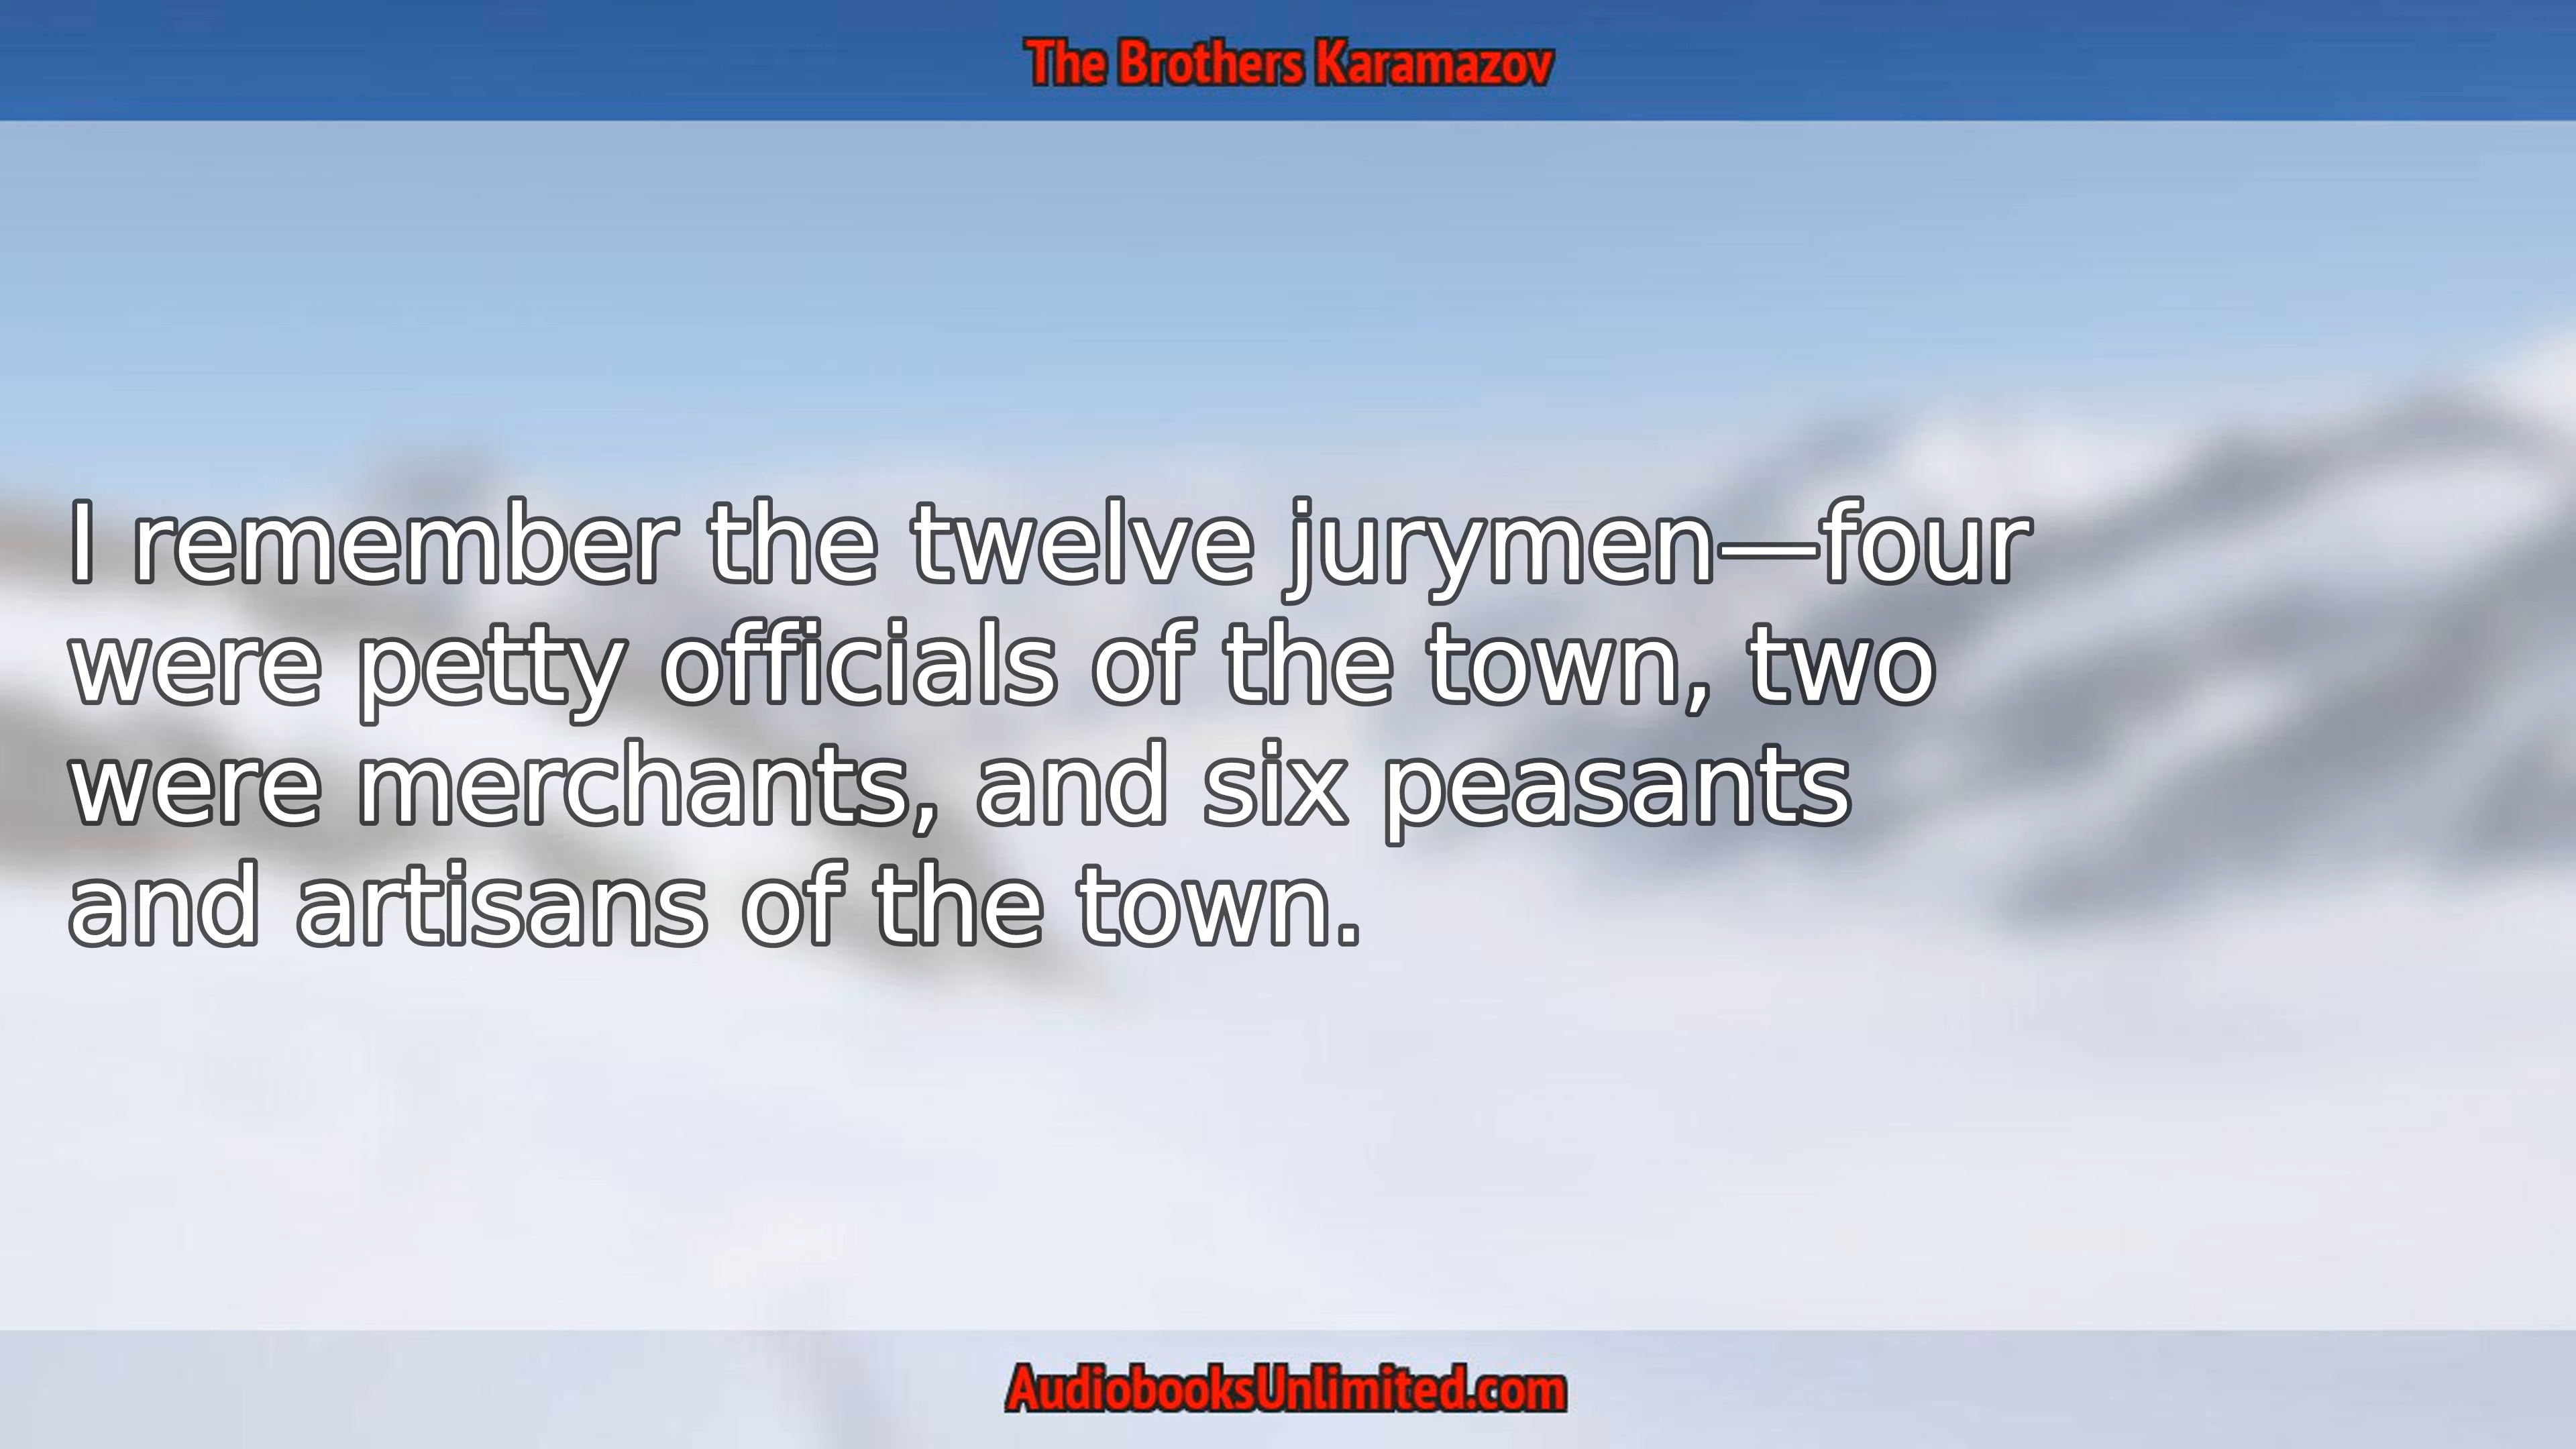 The Brothers Karamazov
I remember the twelve jurymen—four
were petty officials of the town, two
were merchants, and six peasants
and artisans of the town.
AudiobooksUnlimited.com